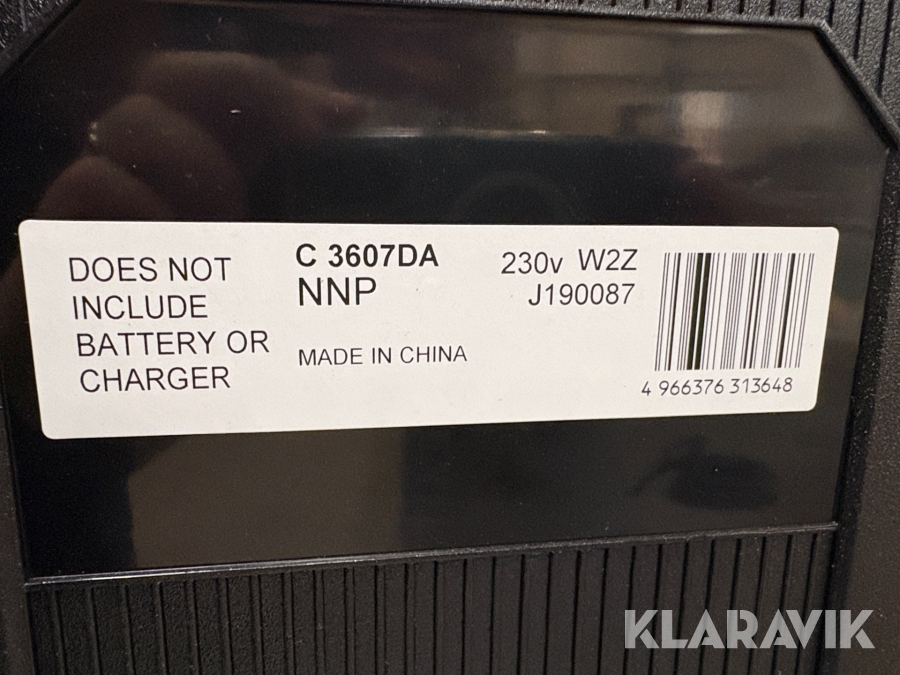 DOES NOT
INCLUDE
BATTERY OR
CHARGER
C 3607DA
NNP
MADE IN CHINA
230v W2Z
J190087
4 966376 313648
KLARAVIK